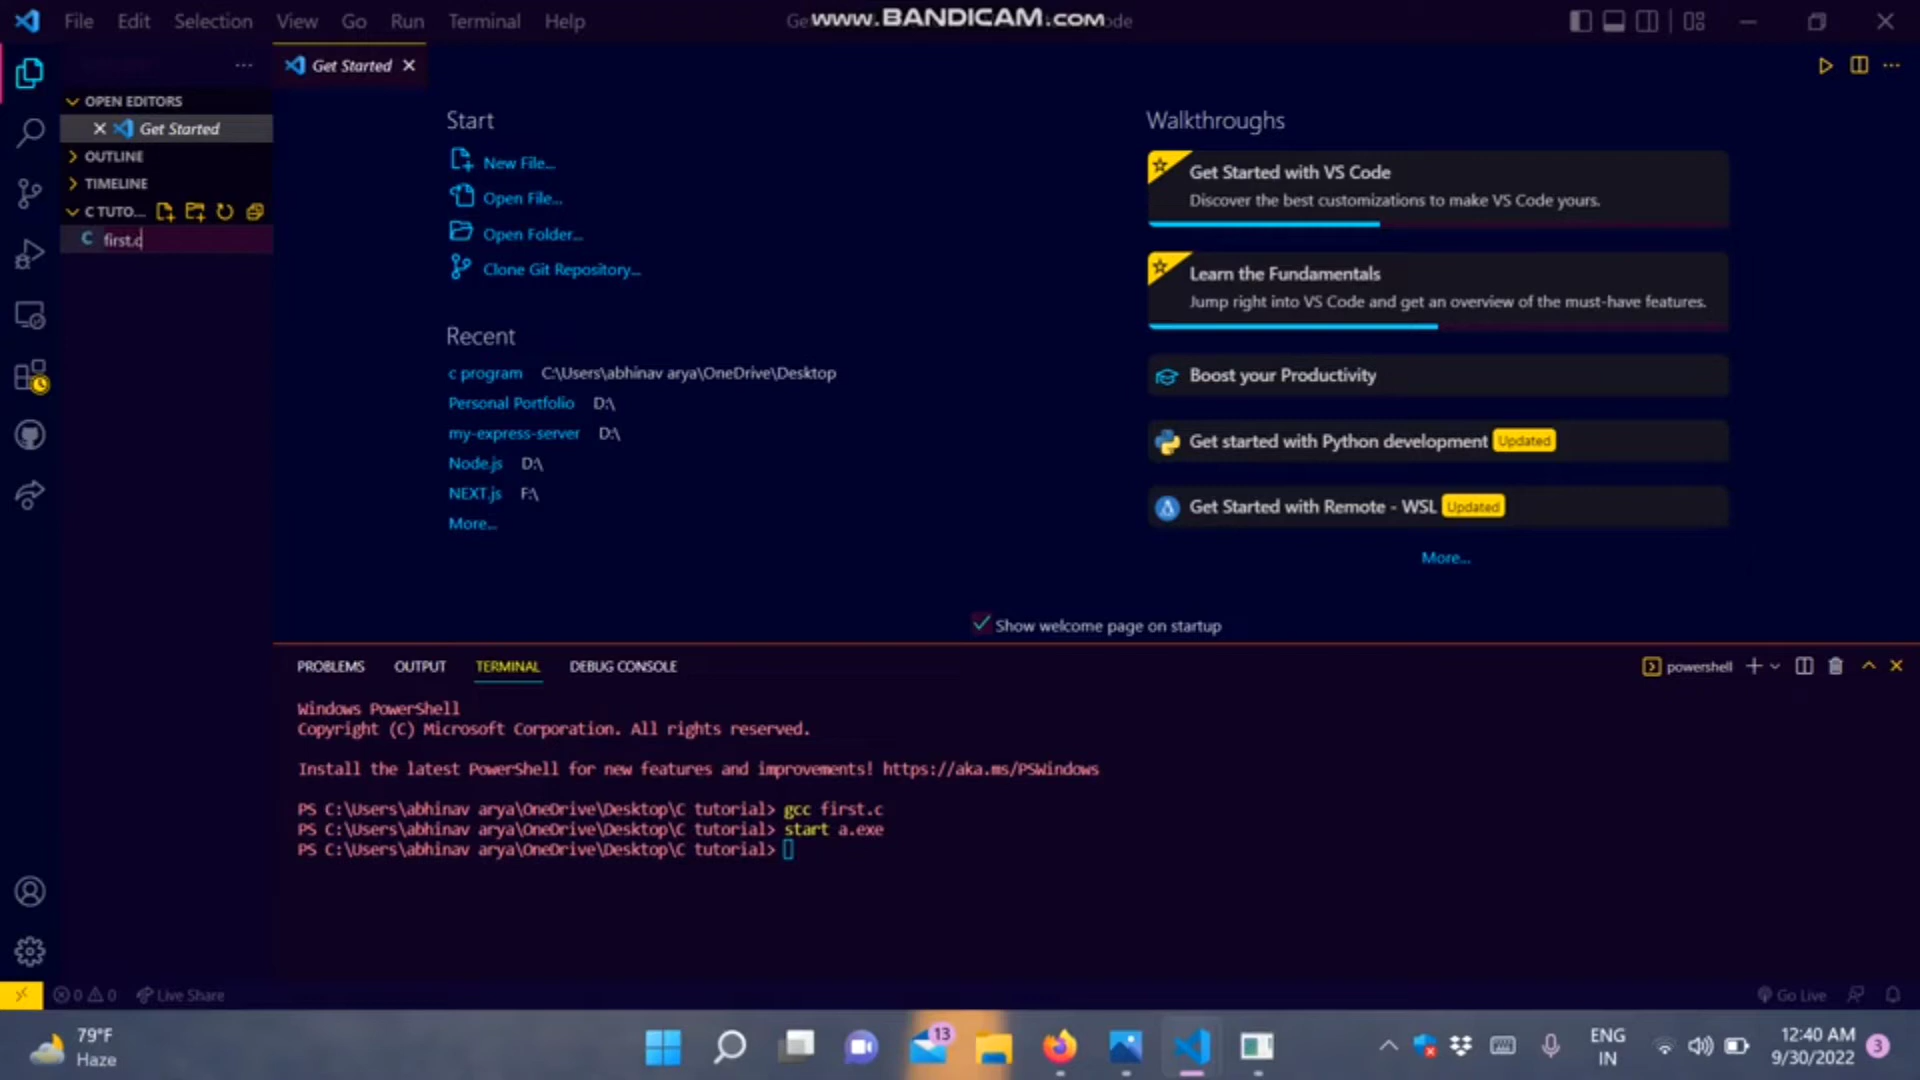 File Edit Selection View Go Run Terminal Help
www.BANDICAM.com
Get Started
OPEN EDITORS
Get Started
OUTLINE
TIMELINE
C TUTO...
first.c
Start
New File...
Open File...
Open Folder...
Clone Git Repository...
Recent
c program C:\Users\abhinav arya\OneDrive\Desktop
Personal Portfolio D:\
my-express-server D:\
Node.js D:\
NEXT.js F:\
More...
Walkthroughs
Get Started with VS Code
Discover the best customizations to make VS Code yours.
Learn the Fundamentals
Jump right into VS Code and get an overview of the must-have features.
Boost your Productivity
Get started with Python development Updated
Get Started with Remote - WSL Updated
More...
Show welcome page on startup
PROBLEMS OUTPUT TERMINAL DEBUG CONSOLE
powershell
Windows PowerShell
Copyright (C) Microsoft Corporation. All rights reserved.
Install the latest PowerShell for new features and improvements! https://aka.ms/PSWindows
PS C:\Users\abhinav arya\OneDrive\Desktop\C tutorial> gcc first.c
PS C:\Users\abhinav arya\OneDrive\Desktop\C tutorial> start a.exe
PS C:\Users\abhinav arya\OneDrive\Desktop\C tutorial>
0 0 Live Share
Go Live
79°F
Haze
13
ENG
IN
12:40 AM
9/30/2022
3